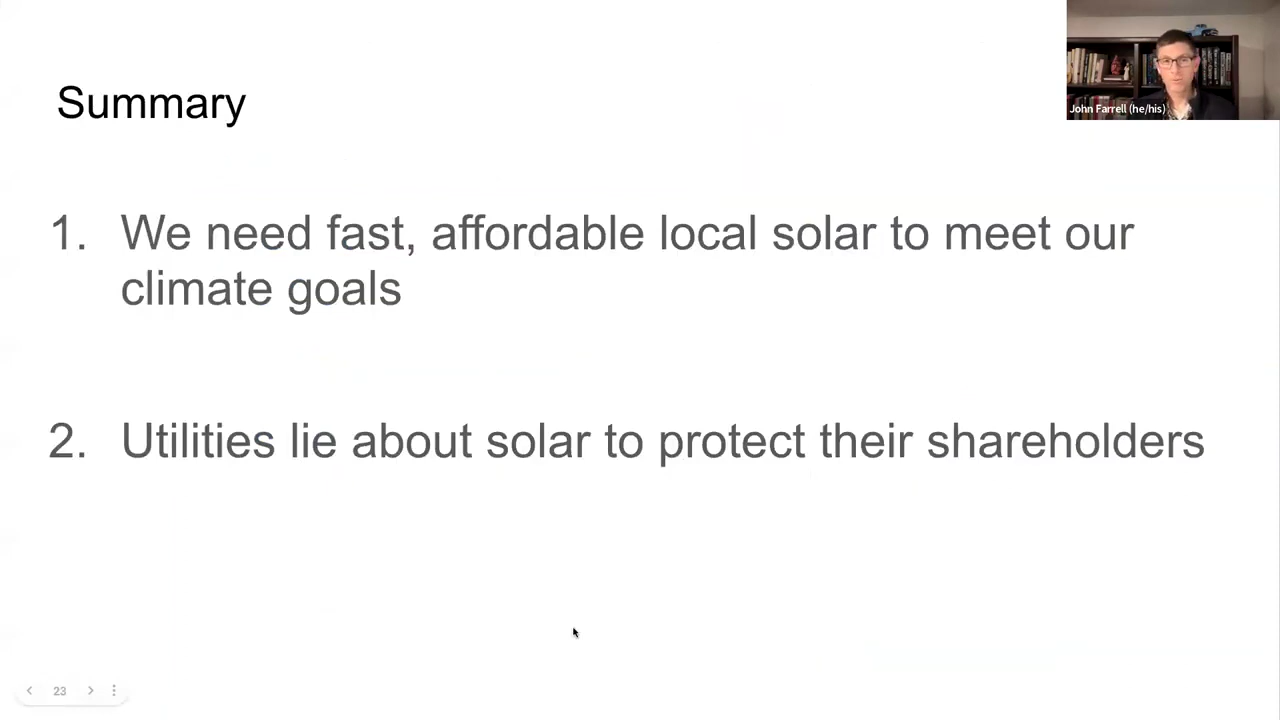 Summary
John Farrell (he/his)
1. We need fast, affordable local solar to meet our
climate goals
2. Utilities lie about solar to protect their shareholders
23